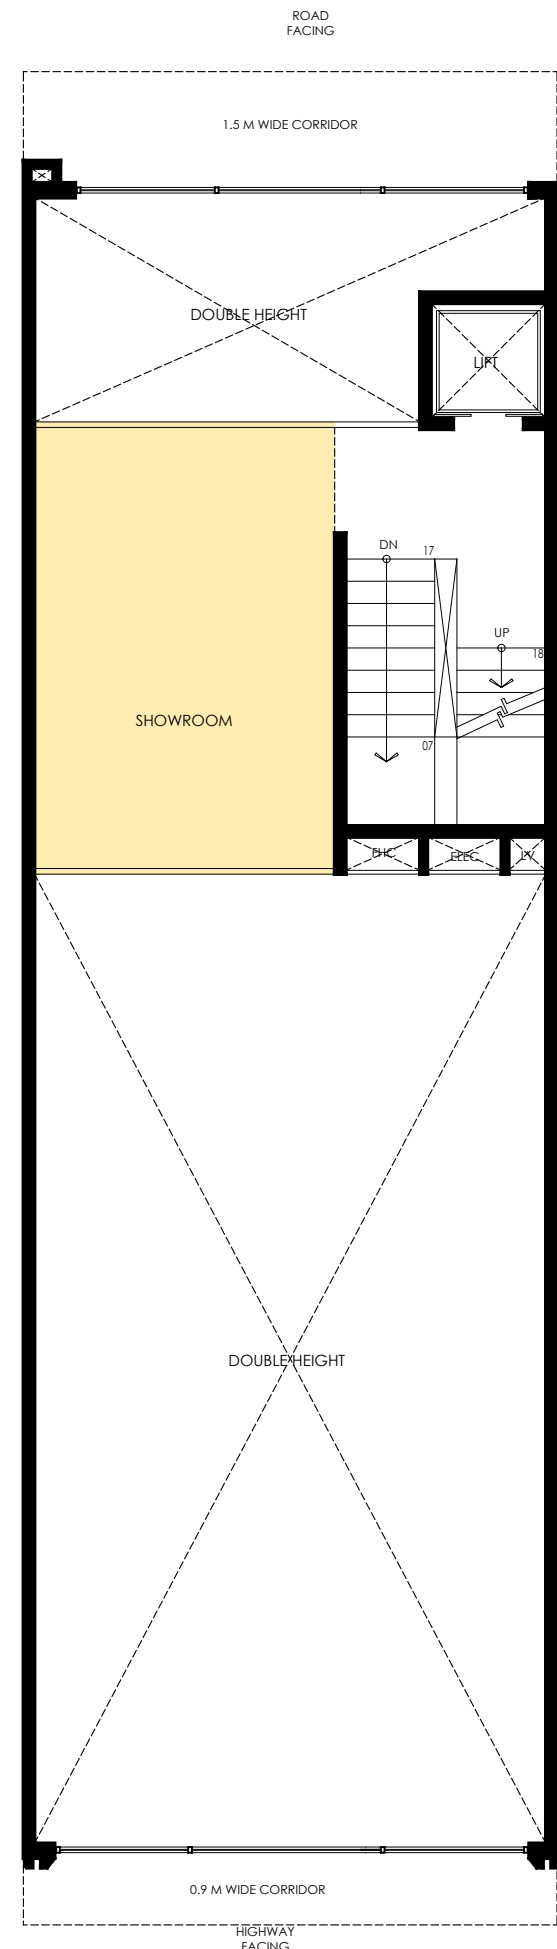 ROAD
FACING
1.5 M WIDE CORRIDOR
DOUBLE HEIGHT
LIFT
DN
17
UP
18
SHOWROOM
07
FHC
ELEC
LV
DOUBLE HEIGHT
0.9 M WIDE CORRIDOR
HIGHWAY
FACING